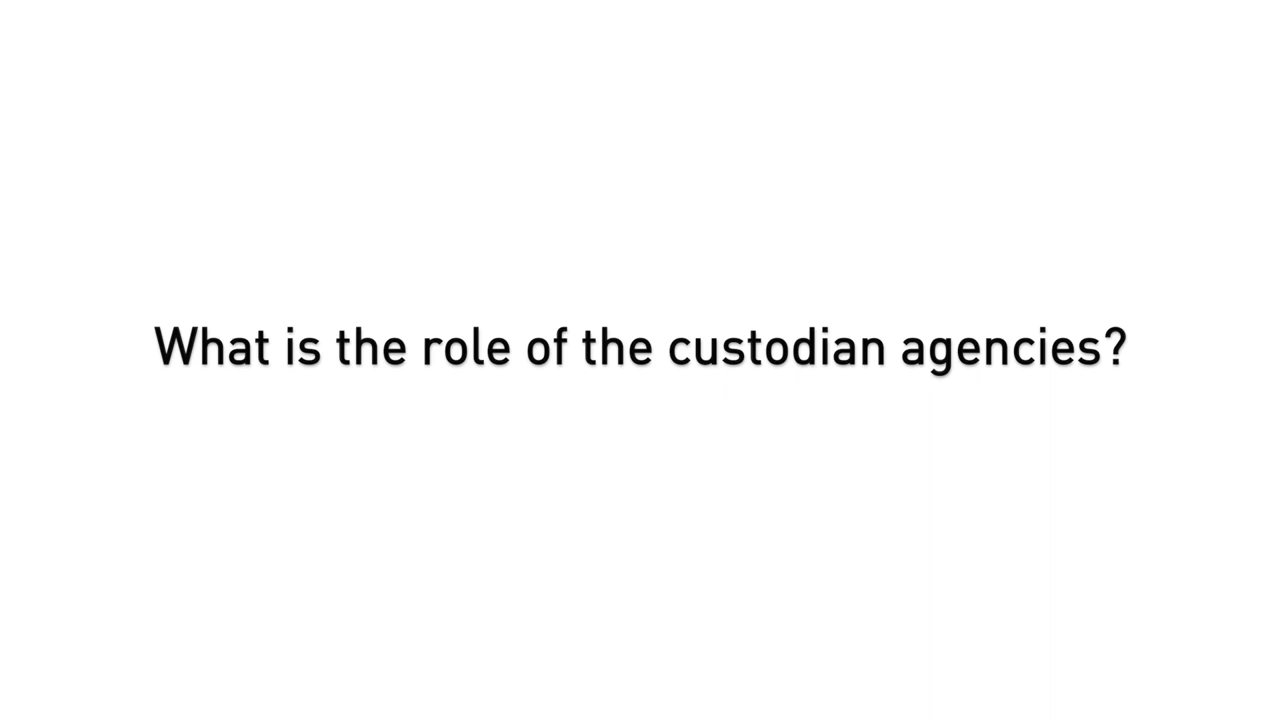 What is the role of the custodian agencies?